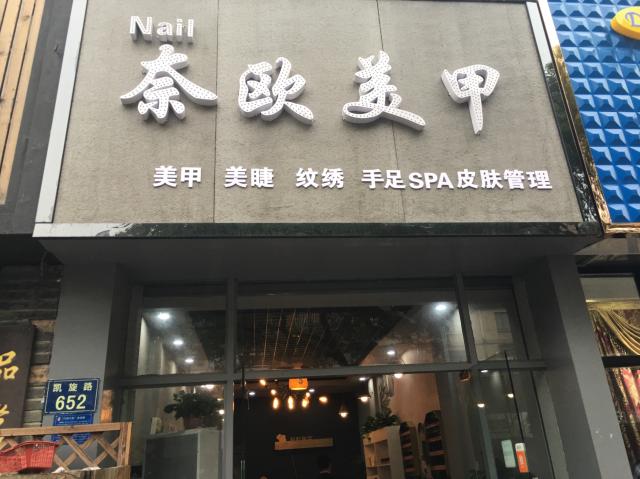 Nail
奈欧美甲
美甲 美睫 纹绣 手足SPA皮肤管理
凯旋路
652
品